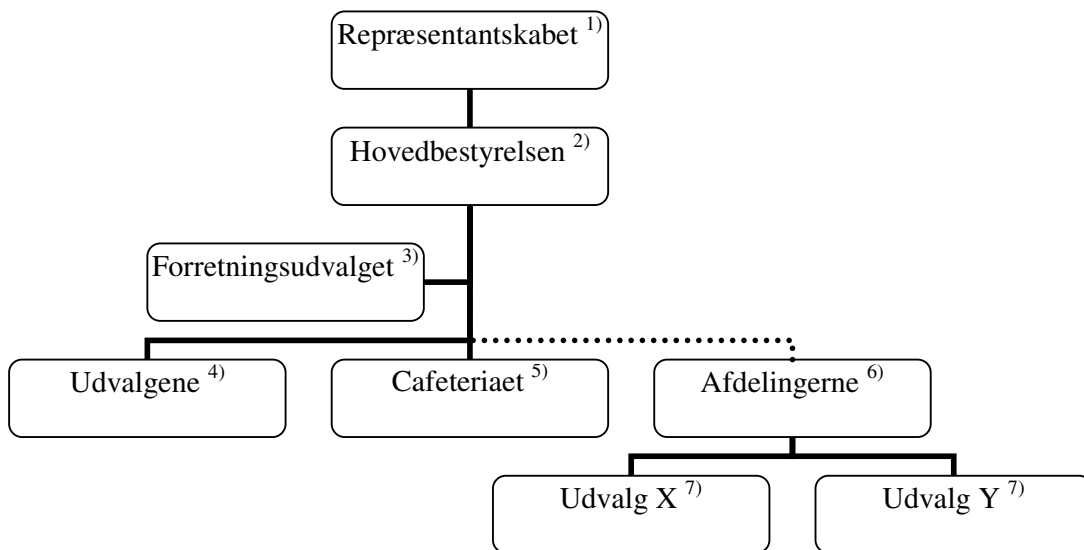 Repræsentantskabet 1)
Hovedbestyrelsen 2)
Forretningsudvalget 3)
Udvalgene 4)
Cafeteriaet 5)
Afdelingerne 6)
Udvalg X 7)
Udvalg Y 7)